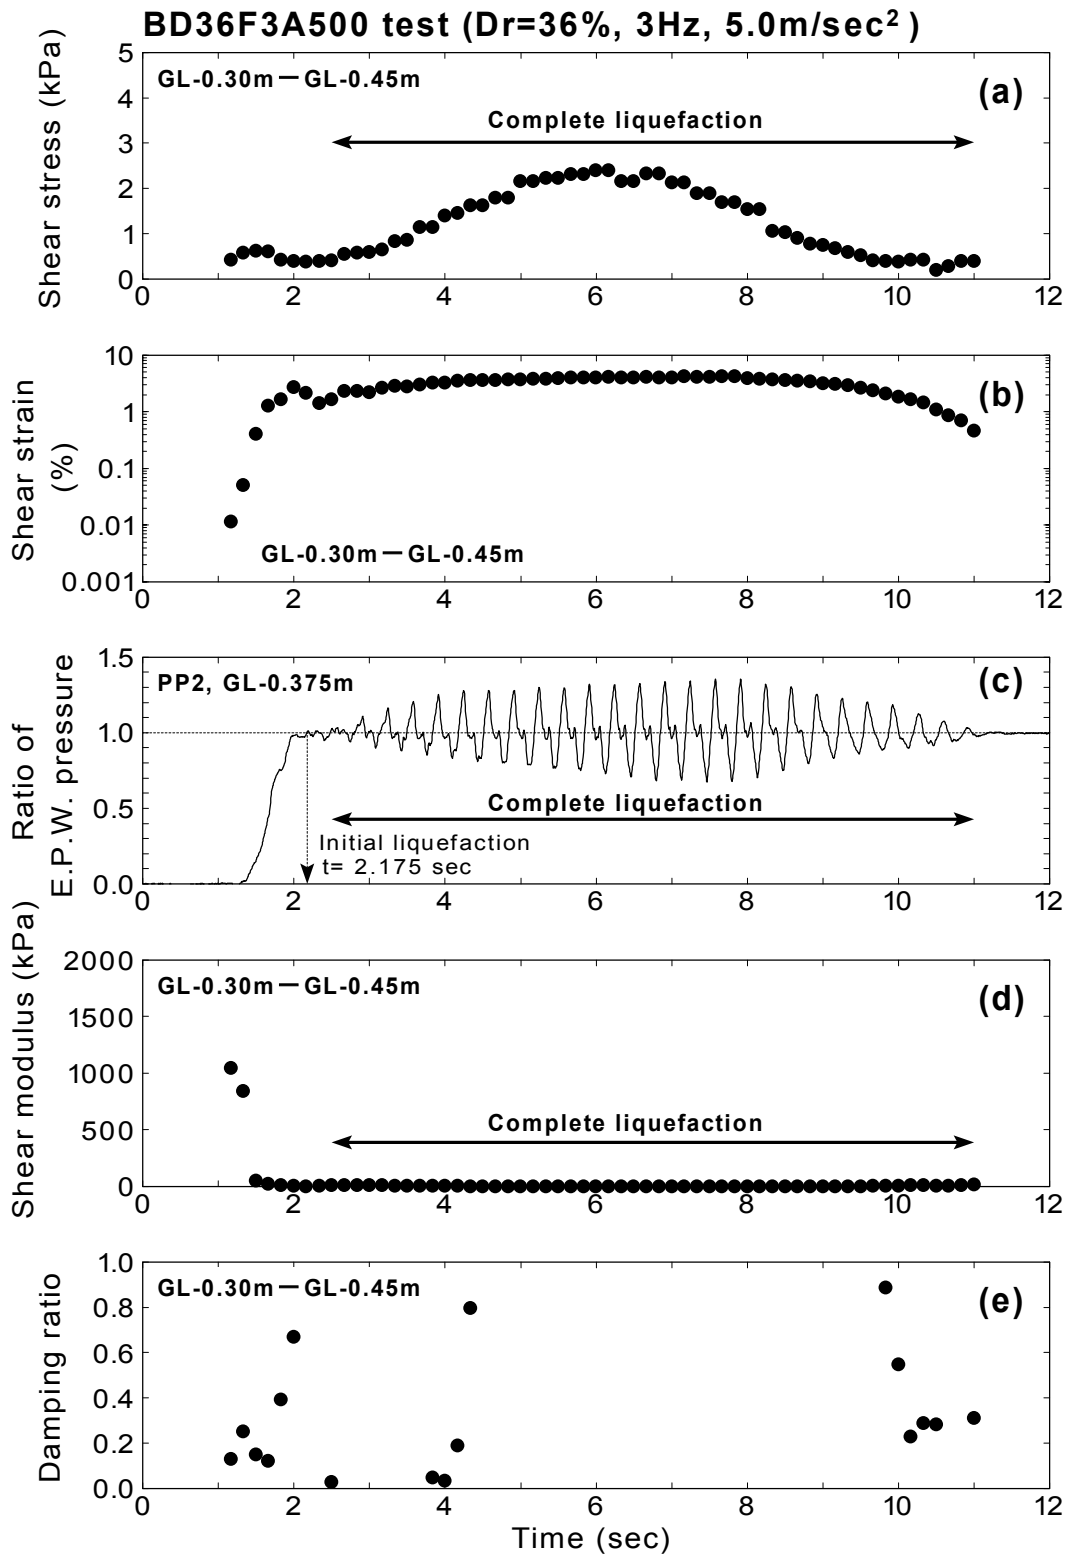 BD36F3A500 test (Dr=36%, 3Hz, 5.0m/sec² )
Shear stress (kPa)
5
4
3
2
1
0
GL-0.30m — GL-0.45m
(a)
Complete liquefaction
0 2 4 6 8 10 12
Shear strain
(%)
10
1
0.1
0.01
0.001
(b)
GL-0.30m — GL-0.45m
0 2 4 6 8 10 12
Ratio of
E.P.W. pressure
1.5
1.0
0.5
0.0
PP2, GL-0.375m
(c)
Complete liquefaction
Initial liquefaction
t= 2.175 sec
0 2 4 6 8 10 12
Shear modulus (kPa)
2000
1500
1000
500
0
GL-0.30m — GL-0.45m
(d)
Complete liquefaction
0 2 4 6 8 10 12
Damping ratio
1.0
0.8
0.6
0.4
0.2
0.0
GL-0.30m — GL-0.45m
(e)
0 2 4 6 8 10 12
Time (sec)